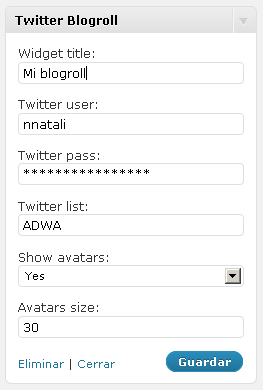 Twitter Blogroll
Widget title:
Mi blogroll
Twitter user:
nnatali
Twitter pass:
****************
Twitter list:
ADWA
Show avatars:
Yes
Avatars size:
30
Eliminar | Cerrar
Guardar